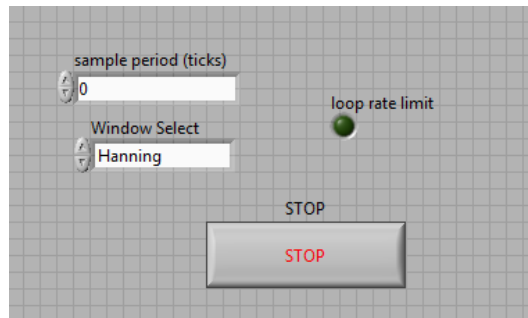 sample period (ticks)
0
loop rate limit
Window Select
Hanning
STOP
STOP